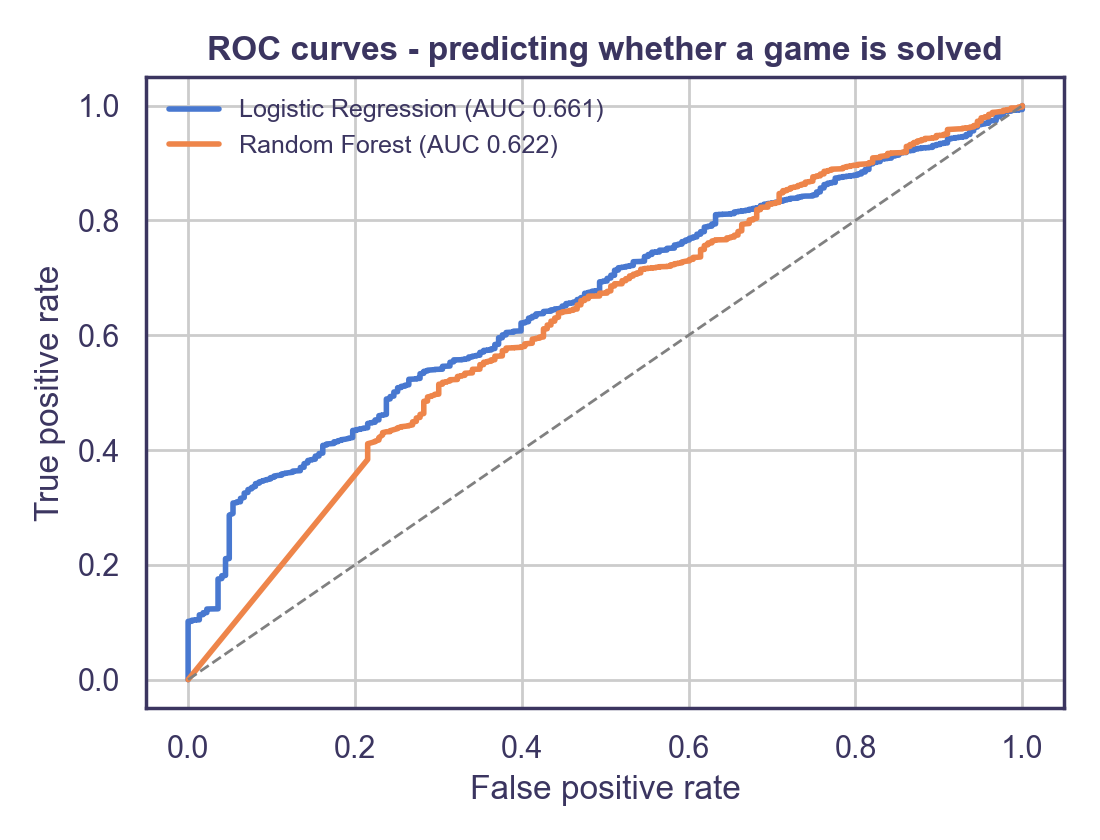 ROC curves - predicting whether a game is solved
Logistic Regression (AUC 0.661)
Random Forest (AUC 0.622)
True positive rate
1.0
0.8
0.6
0.4
0.2
0.0
0.0 0.2 0.4 0.6 0.8 1.0
False positive rate